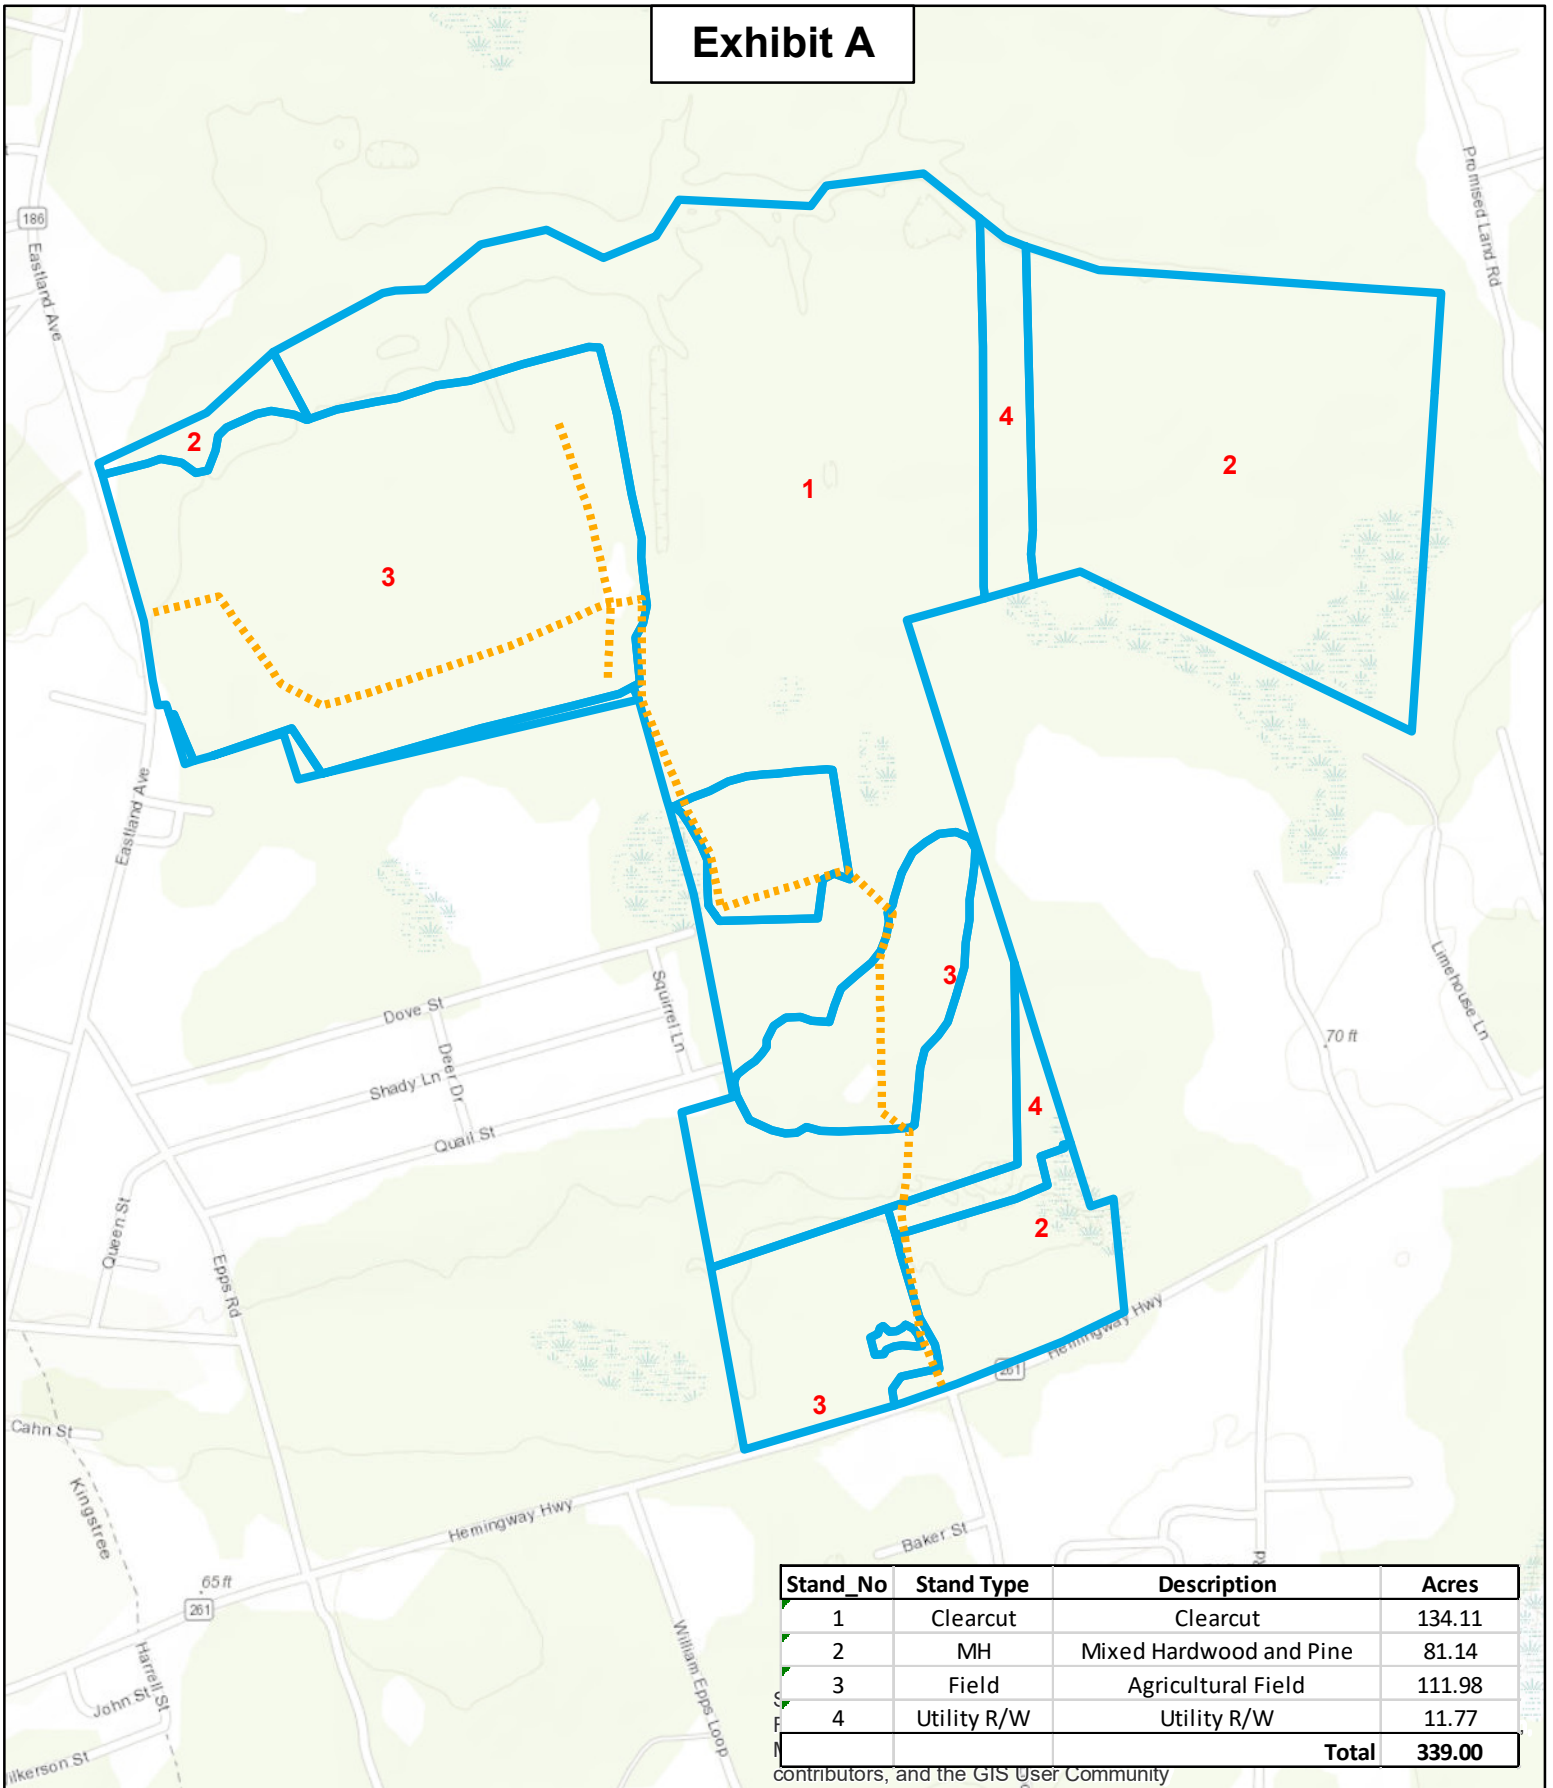 Exhibit A
186
Eastland Ave
Promised Land Rd
2
4
2
1
3
Eastland Ave
3
Limehouse Ln
Dove St
Squirrel Ln
70 ft
Deer Dr
Shady Ln
4
Quail St
Queen St
2
Epps Rd
Hemingway Hwy
261
3
Cahn St
Kingstree
Hemingway Hwy
Baker St
Rd
65 ft
261
Harrell St
William Epps Loop
John St
ilkerson St
Stand_No Stand Type Description Acres
1 Clearcut Clearcut 134.11
2 MH Mixed Hardwood and Pine 81.14
3 Field Agricultural Field 111.98
4 Utility R/W Utility R/W 11.77
Total 339.00
contributors, and the GIS User Community